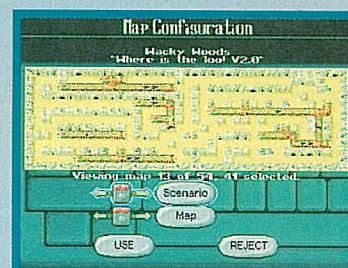 Map Configuration
Wacky Woods
"Where is the Tool V2.0"
Viewing map 13 of 54, 41 selected.
Scenario
Map
USE
REJECT